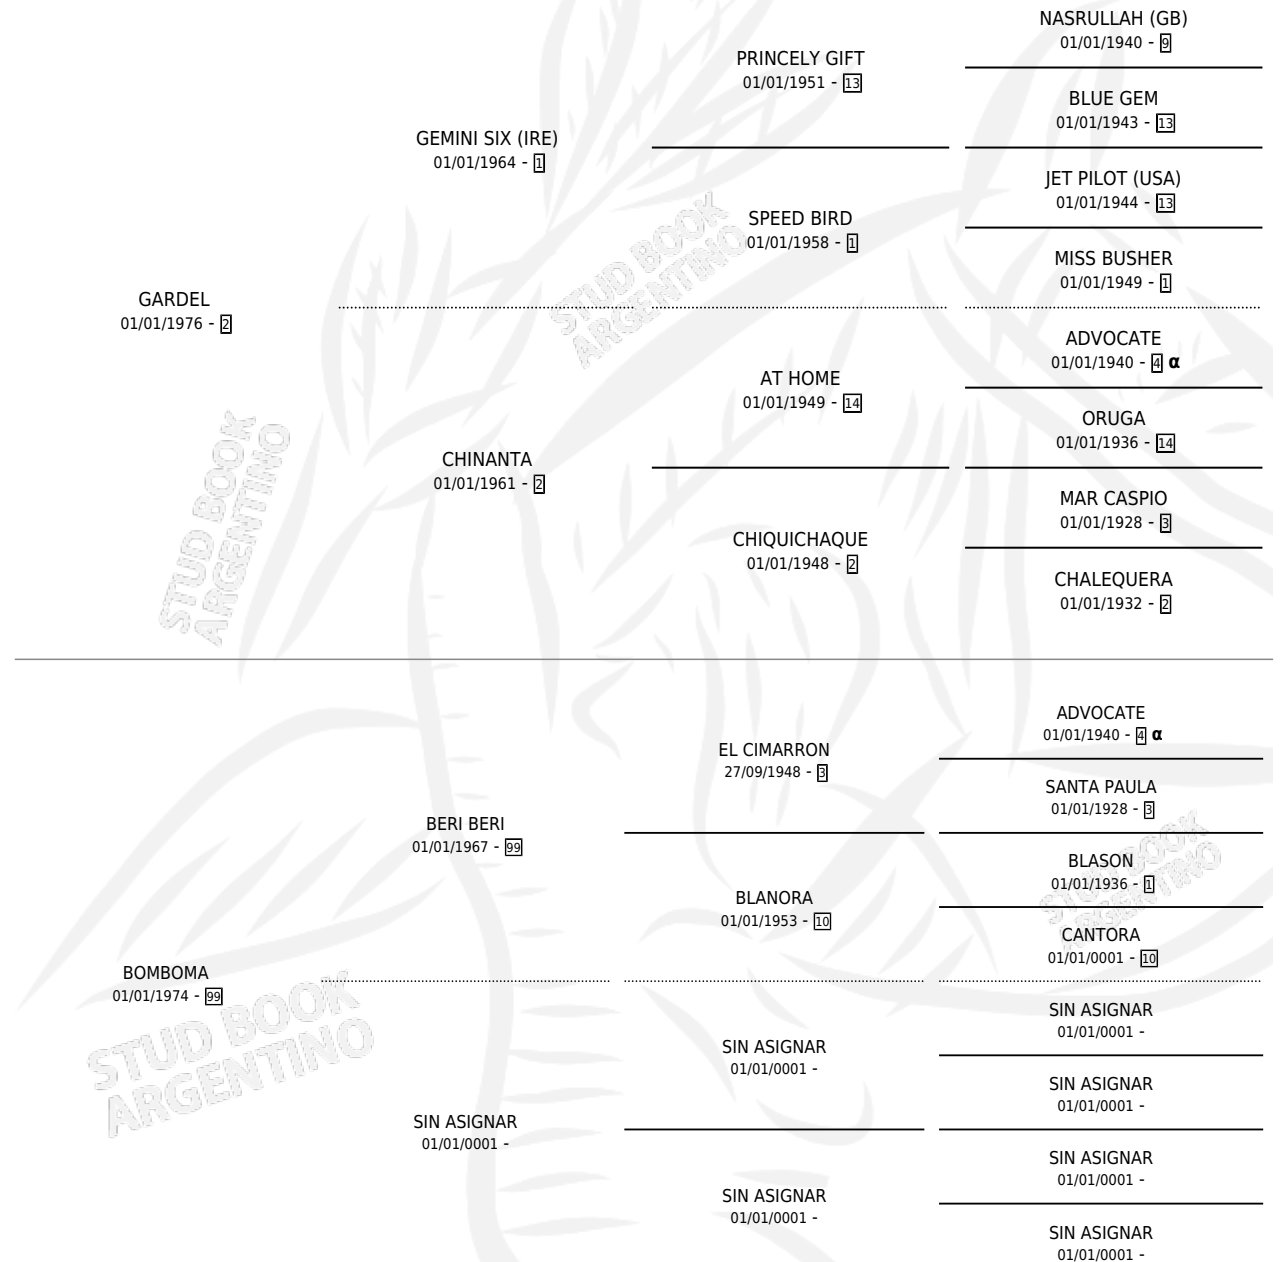 NASRULLAH (GB)
01/01/1940 - 9
PRINCELY GIFT
01/01/1951 - 13
BLUE GEM
01/01/1943 - 13
GEMINI SIX (IRE)
01/01/1964 - 1
JET PILOT (USA)
01/01/1944 - 13
SPEED BIRD
01/01/1958 - 1
MISS BUSHER
01/01/1949 - 1
GARDEL
01/01/1976 - 2
ADVOCATE
01/01/1940 - 4 α
AT HOME
01/01/1949 - 14
ORUGA
01/01/1936 - 14
CHINANTA
01/01/1961 - 2
MAR CASPIO
01/01/1928 - 3
CHIQUICHAQUE
01/01/1948 - 2
CHALEQUERA
01/01/1932 - 2
STUD BOOK
ARGENTINO
STUD BOOK
ARGENTINO
ADVOCATE
01/01/1940 - 4 α
EL CIMARRON
27/09/1948 - 3
SANTA PAULA
01/01/1928 - 3
BERI BERI
01/01/1967 - 99
BLASON
01/01/1936 - 1
BLANORA
01/01/1953 - 10
CANTORA
01/01/0001 - 10
BOMBOMA
01/01/1974 - 99
SIN ASIGNAR
01/01/0001 -
SIN ASIGNAR
01/01/0001 -
SIN ASIGNAR
01/01/0001 -
SIN ASIGNAR
01/01/0001 -
SIN ASIGNAR
01/01/0001 -
SIN ASIGNAR
01/01/0001 -
SIN ASIGNAR
01/01/0001 -
STUD BOOK
ARGENTINO
STUD BOOK
ARGENTINO